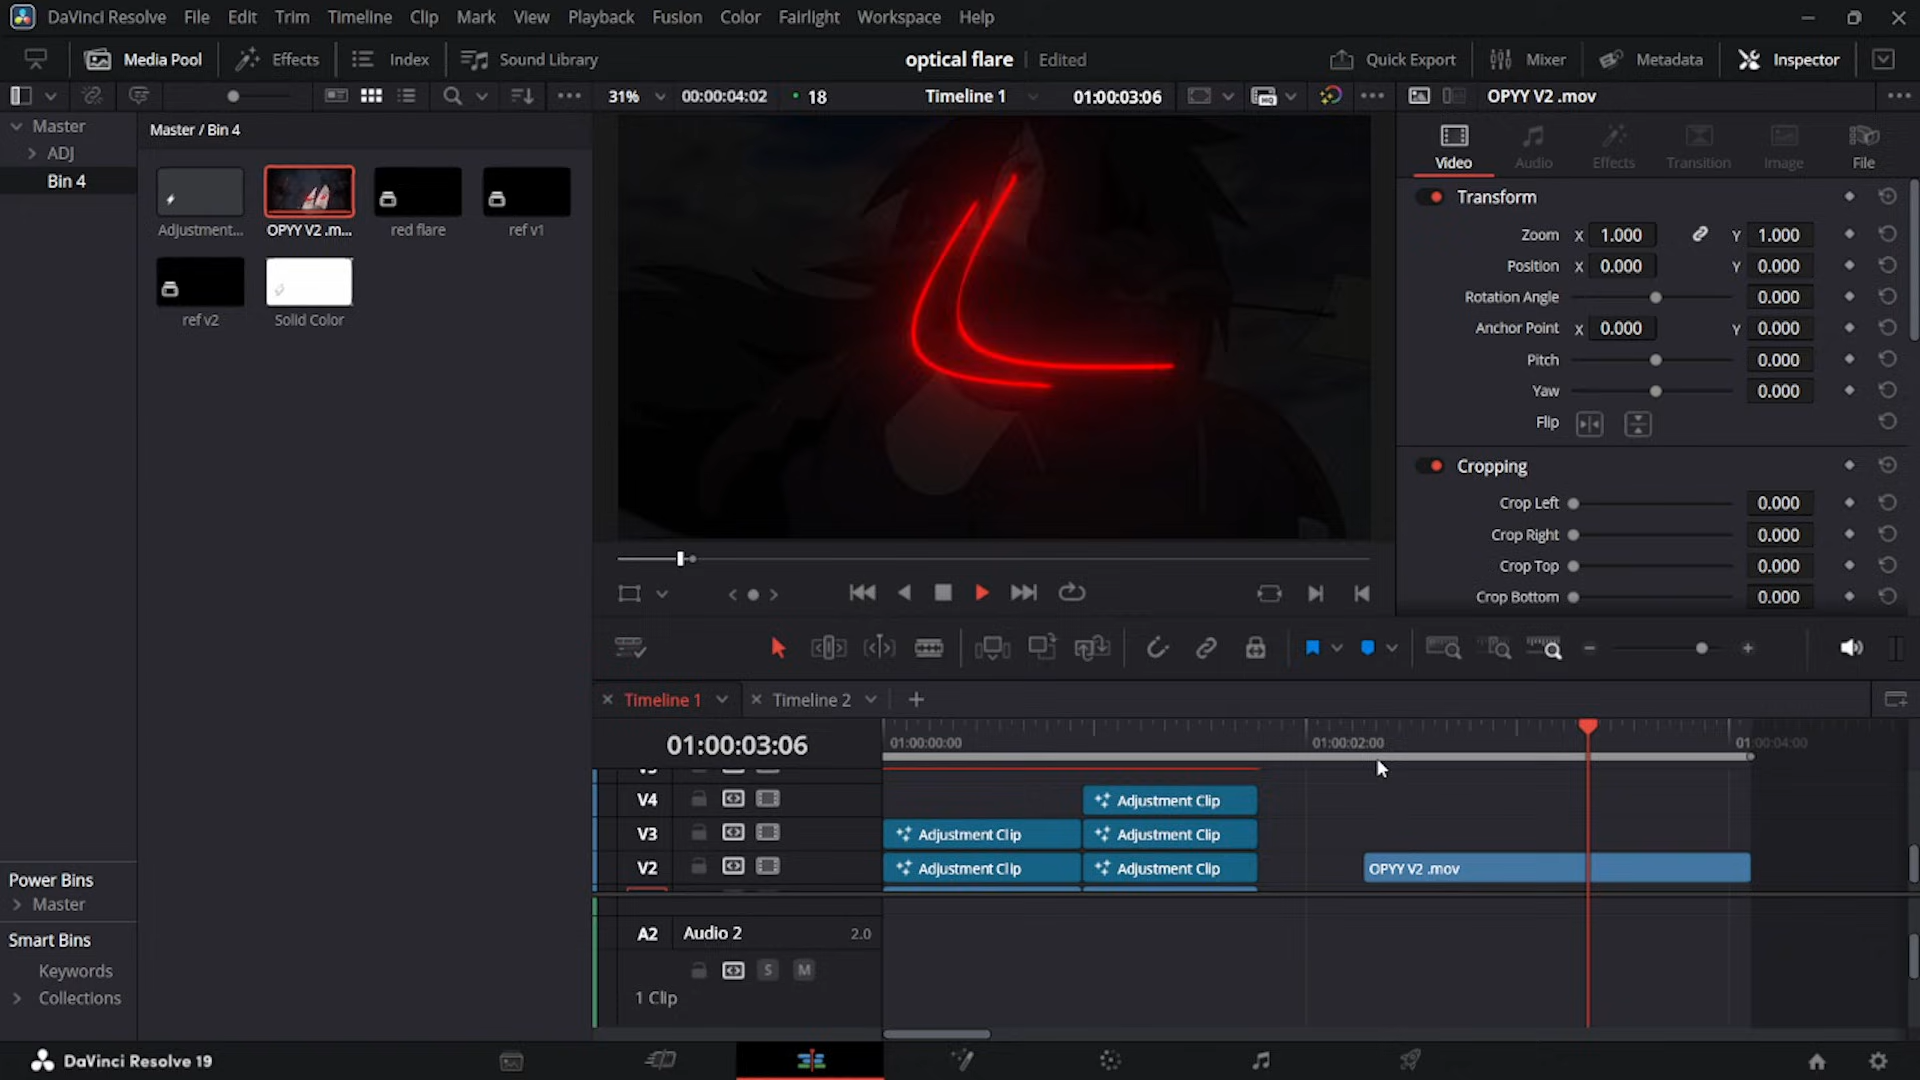 DaVinci Resolve File Edit Trim Timeline Clip Mark View Playback Fusion Color Fairlight Workspace Help
Media Pool Effects Index Sound Library optical flare Edited Quick Export Mixer Metadata Inspector
31% 00:00:04:02 18 Timeline 1 01:00:03:06 HQ OPYY V2 .mov
Master
ADJ
Bin 4
Master / Bin 4
Adjustment... OPYY V2 .m... red flare ref v1
ref v2 Solid Color
Video Audio Effects Transition Image File
Transform
Zoom X 1.000 Y 1.000
Position X 0.000 Y 0.000
Rotation Angle 0.000
Anchor Point X 0.000 Y 0.000
Pitch 0.000
Yaw 0.000
Flip
Cropping
Crop Left 0.000
Crop Right 0.000
Crop Top 0.000
Crop Bottom 0.000
Timeline 1 Timeline 2
01:00:03:06 01:00:00:00 01:00:02:00 01:00:04:00
V4 Adjustment Clip
V3 Adjustment Clip Adjustment Clip
V2 Adjustment Clip Adjustment Clip OPYY V2 .mov
A2 Audio 2 2.0
S M
1 Clip
Power Bins
Master
Smart Bins
Keywords
Collections
DaVinci Resolve 19